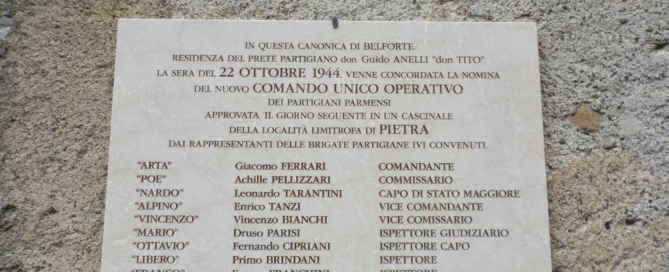 IN QUESTA CANONICA DI BELFORTE
RESIDENZA DEL PRETE PARTIGIANO don Guido ANELLI "don TITO"
LA SERA DEL 22 OTTOBRE 1944, VENNE CONCORDATA LA NOMINA
DEL NUOVO COMANDO UNICO OPERATIVO
DEI PARTIGIANI PARMENSI
APPROVATA IL GIORNO SEGUENTE IN UN CASCINALE
DELLA LOCALITÀ LIMITROFA DI PIETRA
DAI RAPPRESENTANTI DELLE BRIGATE PARTIGIANE IVI CONVENUTI.
"ARTA" Giacomo FERRARI COMANDANTE
"POE" Achille PELLIZZARI COMMISSARIO
"NARDO" Leonardo TARANTINI CAPO DI STATO MAGGIORE
"ALPINO" Enrico TANZI VICE COMANDANTE
"VINCENZO" Vincenzo BIANCHI VICE COMISSARIO
"MARIO" Druso PARISI ISPETTORE GIUDIZIARIO
"OTTAVIO" Fernando CIPRIANI ISPETTORE CAPO
"LIBERO" Primo BRINDANI ISPETTORE